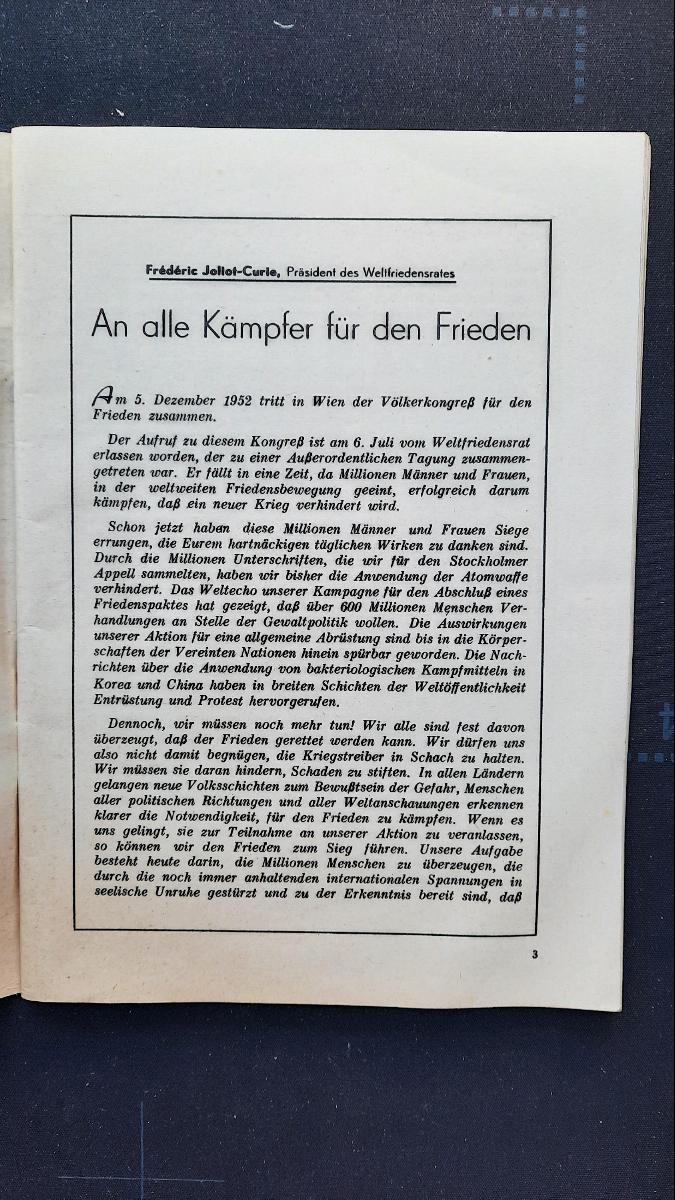 Frédéric Joliot-Curie, Präsident des Weltfriedensrates
An alle Kämpfer für den Frieden
Am 5. Dezember 1952 tritt in Wien der Völkerkongreß für den
Frieden zusammen.
Der Aufruf zu diesem Kongreß ist am 6. Juli vom Weltfriedensrat
erlassen worden, der zu einer Außerordentlichen Tagung zusammen-
getreten war. Er fällt in eine Zeit, da Millionen Männer und Frauen,
in der weltweiten Friedensbewegung geeint, erfolgreich darum
kämpfen, daß ein neuer Krieg verhindert wird.
Schon jetzt haben diese Millionen Männer und Frauen Siege
errungen, die Eurem hartnäckigen täglichen Wirken zu danken sind.
Durch die Millionen Unterschriften, die wir für den Stockholmer
Appell sammelten, haben wir bisher die Anwendung der Atomwaffe
verhindert. Das Weltecho unserer Kampagne für den Abschluß eines
Friedenspaktes hat gezeigt, daß über 600 Millionen Menschen Ver-
handlungen an Stelle der Gewaltpolitik wollen. Die Auswirkungen
unserer Aktion für eine allgemeine Abrüstung sind bis in die Körper-
schaften der Vereinten Nationen hinein spürbar geworden. Die Nach-
richten über die Anwendung von bakteriologischen Kampfmitteln in
Korea und China haben in breiten Schichten der Weltöffentlichkeit
Entrüstung und Protest hervorgerufen.
Dennoch, wir müssen noch mehr tun! Wir alle sind fest davon
überzeugt, daß der Frieden gerettet werden kann. Wir dürfen uns
also nicht damit begnügen, die Kriegstreiber in Schach zu halten.
Wir müssen sie daran hindern, Schaden zu stiften. In allen Ländern
gelangen neue Volksschichten zum Bewußtsein der Gefahr, Menschen
aller politischen Richtungen und aller Weltanschauungen erkennen
klarer die Notwendigkeit, für den Frieden zu kämpfen. Wenn es
uns gelingt, sie zur Teilnahme an unserer Aktion zu veranlassen,
so können wir den Frieden zum Sieg führen. Unsere Aufgabe
besteht heute darin, die Millionen Menschen zu überzeugen, die
durch die noch immer anhaltenden internationalen Spannungen in
seelische Unruhe gestürzt und zu der Erkenntnis bereit sind, daß
3